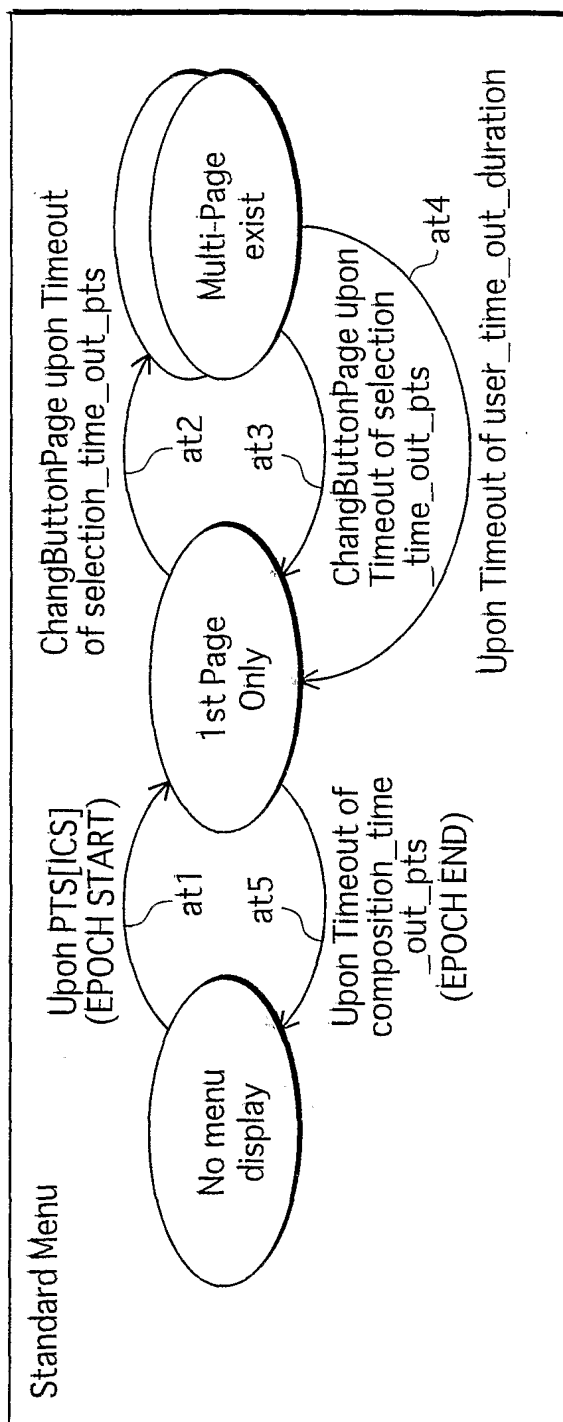 Standard Menu
Upon PTS[ICS]
(EPOCH START)
at1
ChangButtonPage upon Timeout
of selection_time_out_pts
at2
No menu
display
1st Page
Only
Multi-Page
exist
at5
Upon Timeout of
composition_time
_out_pts
(EPOCH END)
at3
ChangButtonPage upon
Timeout of selection
_time_out_pts
at4
Upon Timeout of user_time_out_duration